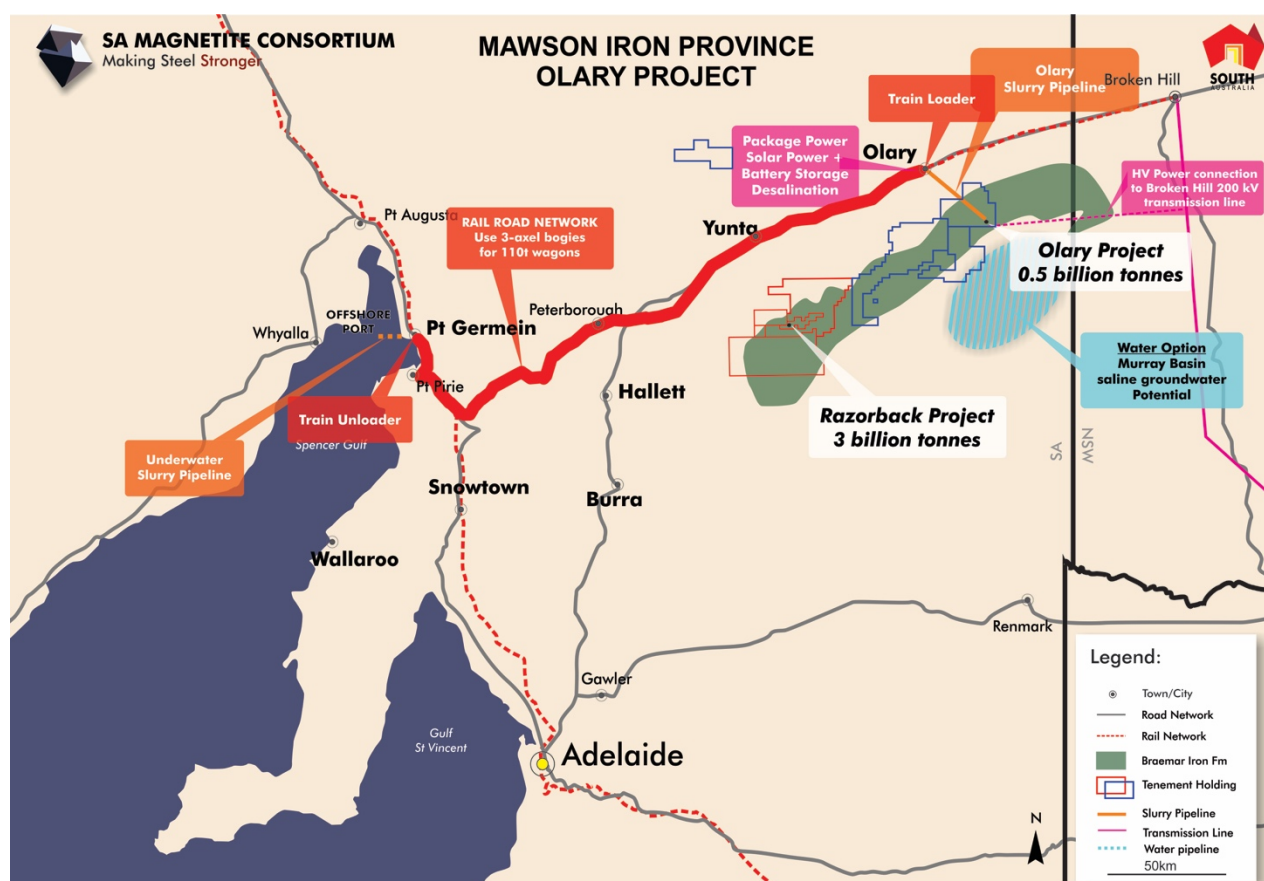 SA MAGNETITE CONSORTIUM
Making Steel Stronger
MAWSON IRON PROVINCE
OLARY PROJECT
SOUTH
AUSTRALIA
Olary
Slurry Pipeline
Broken Hill
Train Loader
Package Power
Solar Power +
Battery Storage
Desalination
Olary
HV Power connection
to Broken Hill 200 kV
transmission line
Pt Augusta
RAIL ROAD NETWORK
Use 3-axel bogies
for 110t wagons
Yunta
Olary Project
0.5 billion tonnes
Peterborough
OFFSHORE
PORT
Pt Germein
Whyalla
Water Option
Murray Basin
saline groundwater
Potential
Pt Pirie
Hallett
Train Unloader
Razorback Project
3 billion tonnes
Spencer Gulf
SA
NSW
Underwater
Slurry Pipeline
Snowtown
Burra
Wallaroo
Renmark
Gawler
Gulf
St Vincent
Adelaide
Legend:
Town/City
Road Network
Rail Network
Braemar Iron Fm
Tenement Holding
Slurry Pipeline
Transmission Line
Water pipeline
50km
N